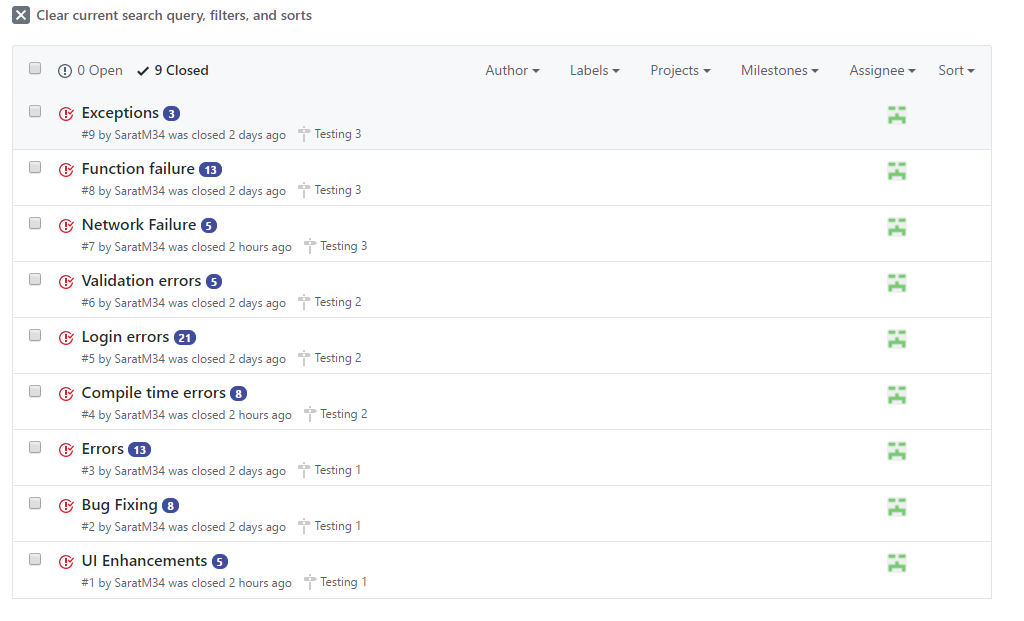 Clear current search query, filters, and sorts
0 Open 9 Closed Author Labels Projects Milestones Assignee Sort
Exceptions 3
#9 by SaratM34 was closed 2 days ago Testing 3
Function failure 13
#8 by SaratM34 was closed 2 days ago Testing 3
Network Failure 5
#7 by SaratM34 was closed 2 hours ago Testing 3
Validation errors 5
#6 by SaratM34 was closed 2 days ago Testing 2
Login errors 21
#5 by SaratM34 was closed 2 days ago Testing 2
Compile time errors 8
#4 by SaratM34 was closed 2 hours ago Testing 2
Errors 13
#3 by SaratM34 was closed 2 days ago Testing 1
Bug Fixing 8
#2 by SaratM34 was closed 2 days ago Testing 1
UI Enhancements 5
#1 by SaratM34 was closed 2 hours ago Testing 1